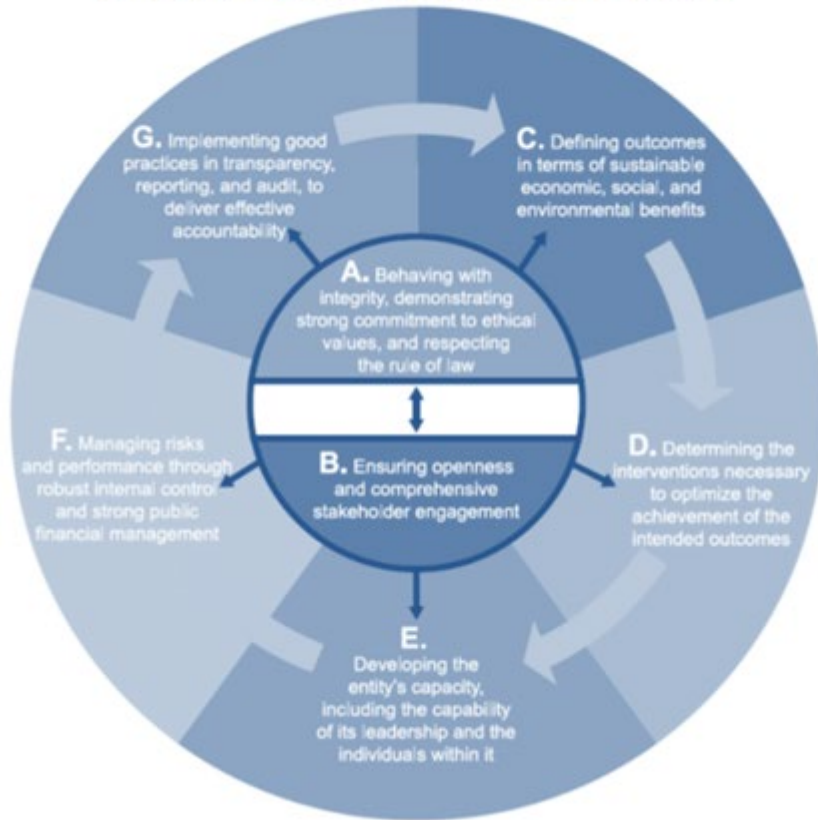 G. Implementing good
practices in transparency,
reporting, and audit, to
deliver effective
accountability
C. Defining outcomes
in terms of sustainable
economic, social, and
environmental benefits
A. Behaving with
integrity, demonstrating
strong commitment to ethical
values, and respecting
the rule of law
B. Ensuring openness
and comprehensive
stakeholder engagement
F. Managing risks
and performance through
robust internal control
and strong public
financial management
D. Determining the
interventions necessary
to optimize the
achievement of the
intended outcomes
E.
Developing the
entity's capacity,
including the capability
of its leadership and the
individuals within it